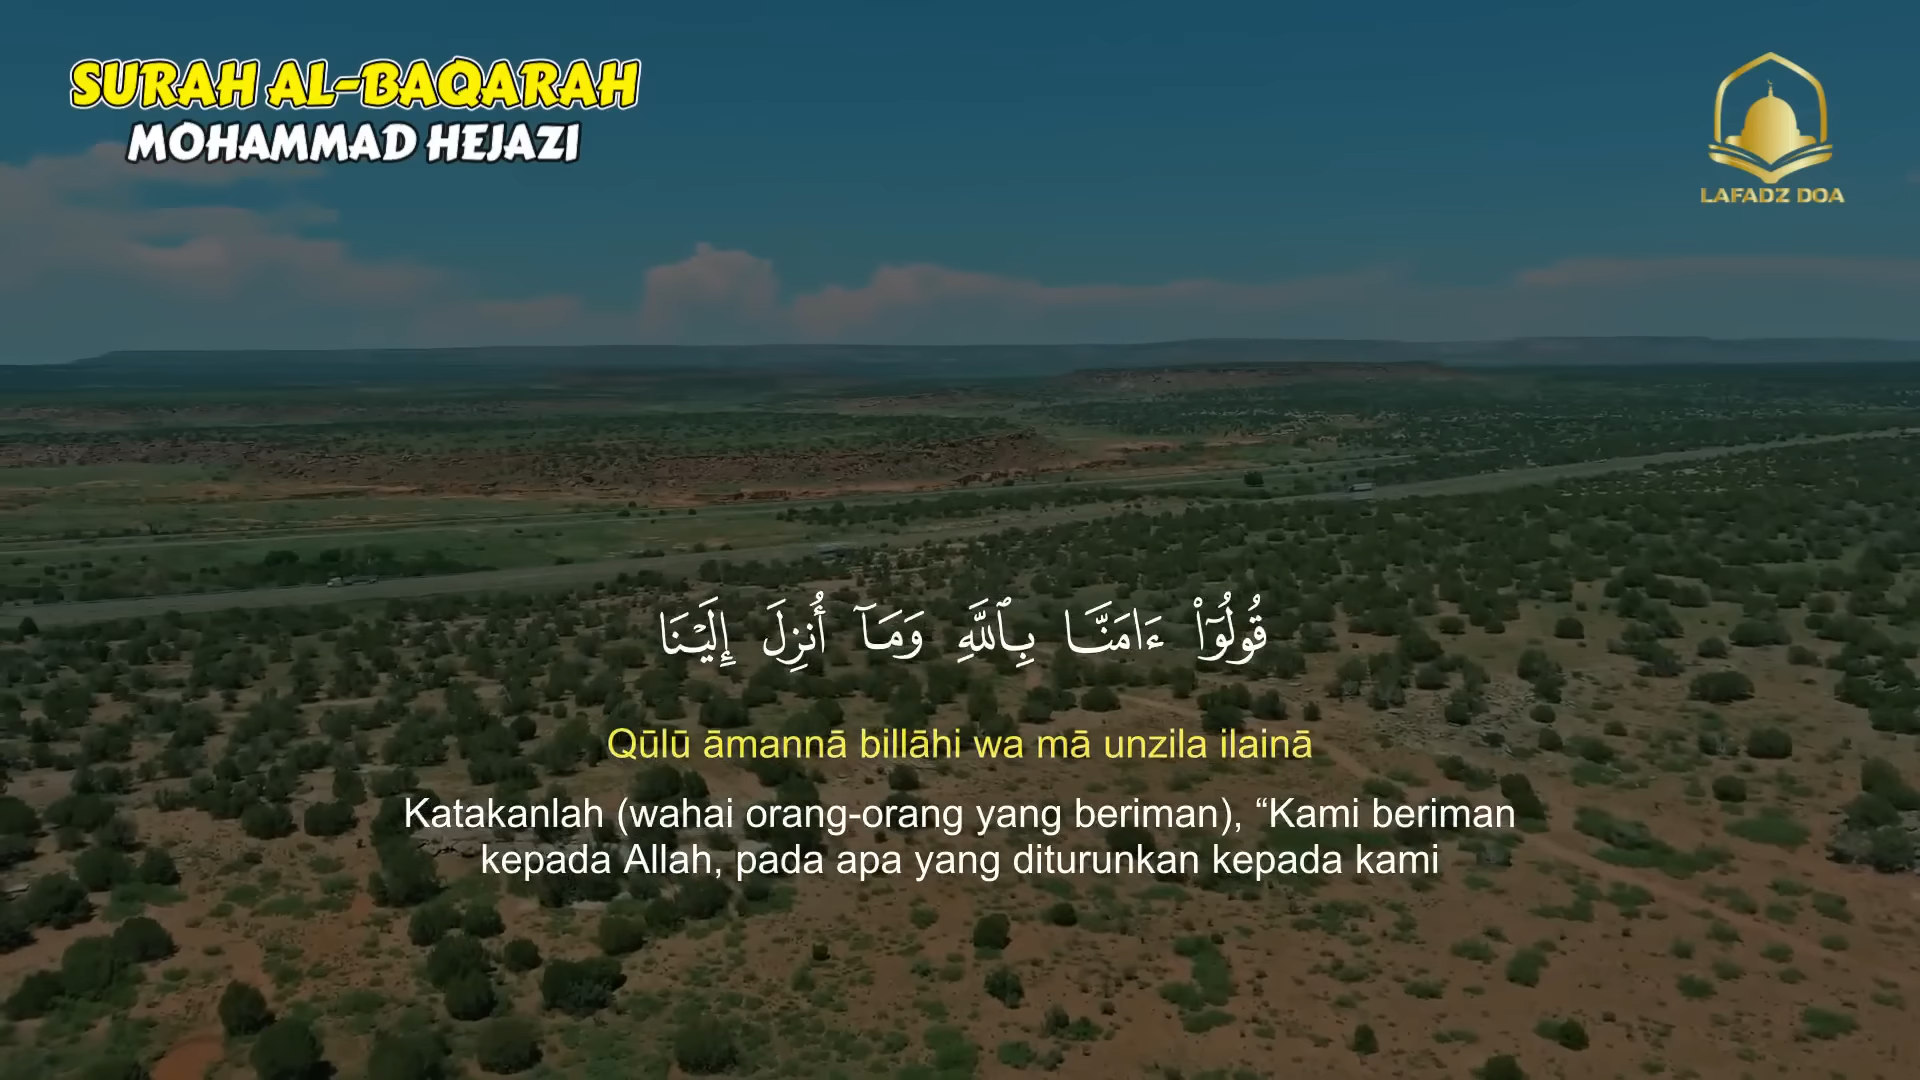 SURAH AL-BAQARAH
MOHAMMAD HEJAZI
LAFADZ DOA
قُولُوٓا۟ ءَامَنَّا بِٱللَّهِ وَمَآ أُنزِلَ إِلَيْنَا
Qūlū āmannā billāhi wa mā unzila ilainā
Katakanlah (wahai orang-orang yang beriman), “Kami beriman
kepada Allah, pada apa yang diturunkan kepada kami